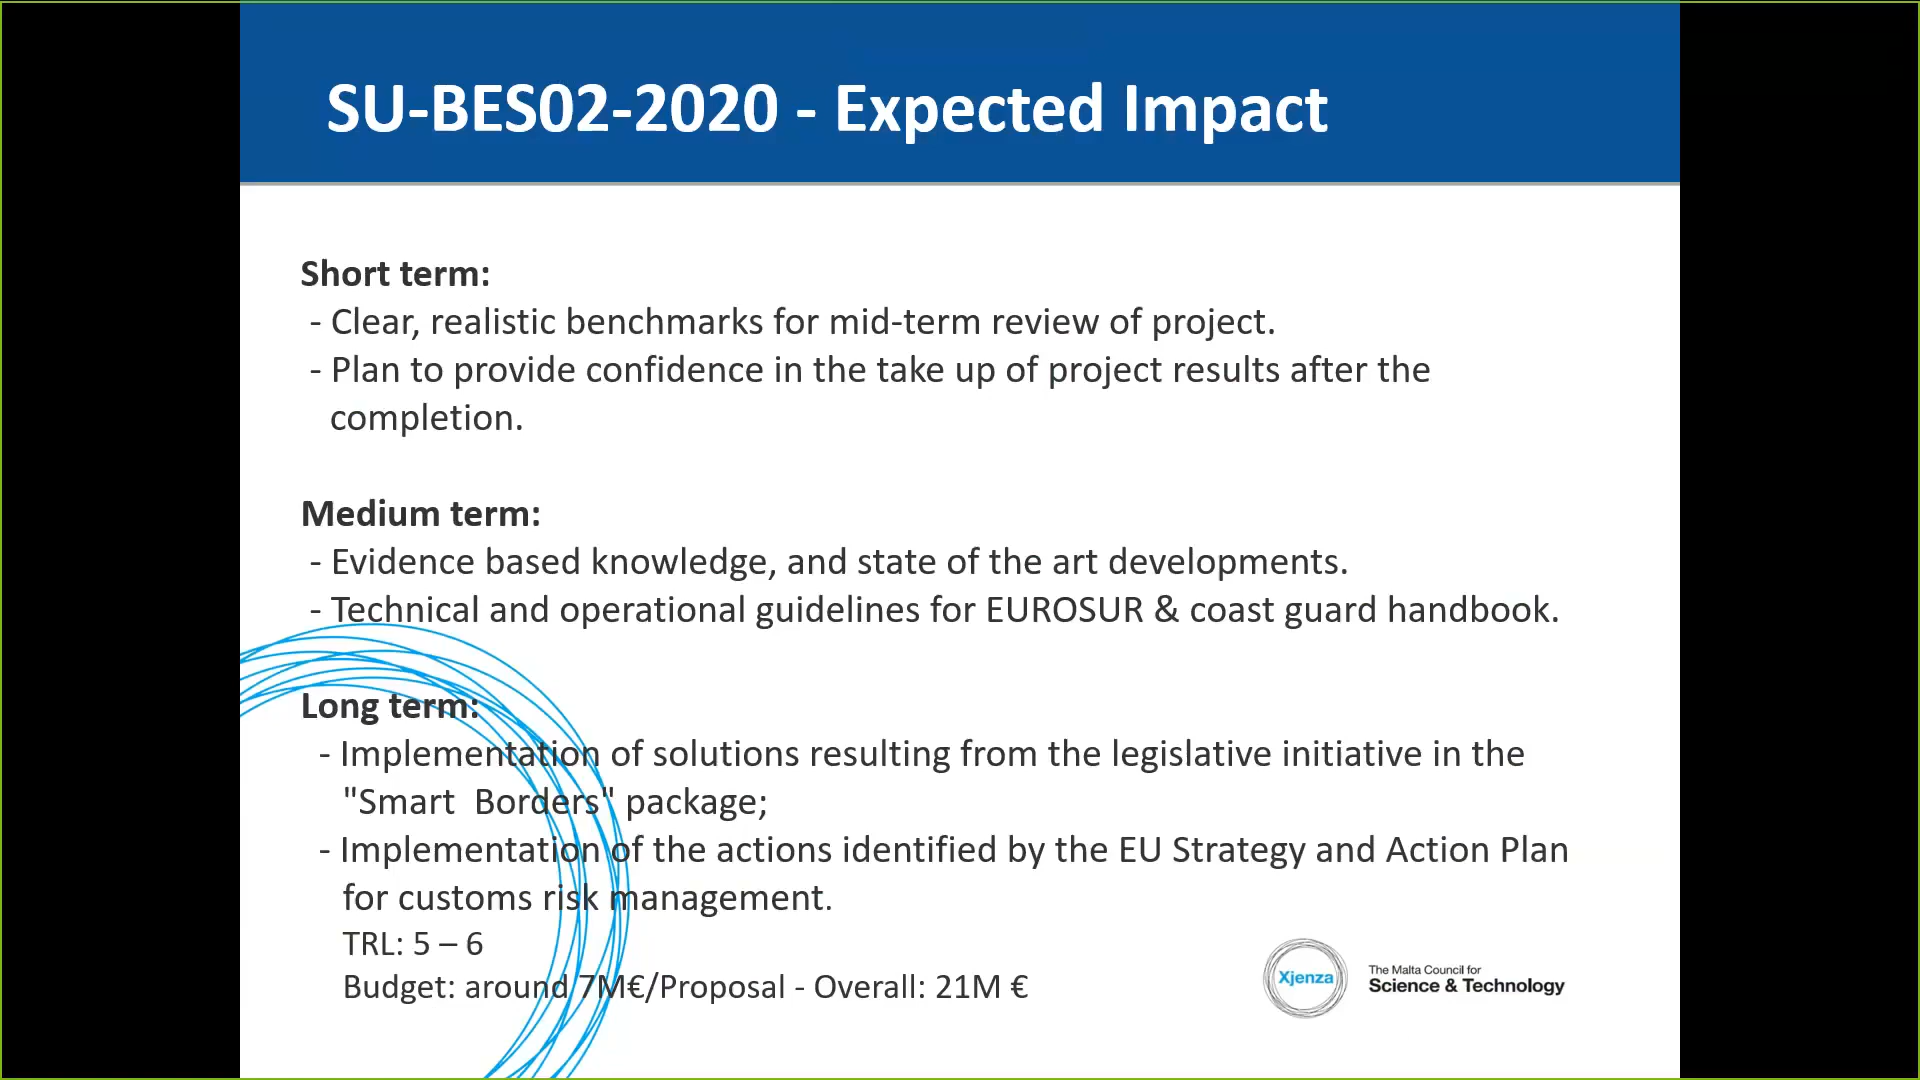 SU-BES02-2020 - Expected Impact
Short term:
- Clear, realistic benchmarks for mid-term review of project.
- Plan to provide confidence in the take up of project results after the
completion.
Medium term:
- Evidence based knowledge, and state of the art developments.
- Technical and operational guidelines for EUROSUR & coast guard handbook.
Long term:
- Implementation of solutions resulting from the legislative initiative in the
"Smart  Borders" package;
- Implementation of the actions identified by the EU Strategy and Action Plan
for customs risk management.
TRL: 5 – 6
Budget: around 7M€/Proposal - Overall: 21M €
Xjenza
The Malta Council for
Science & Technology